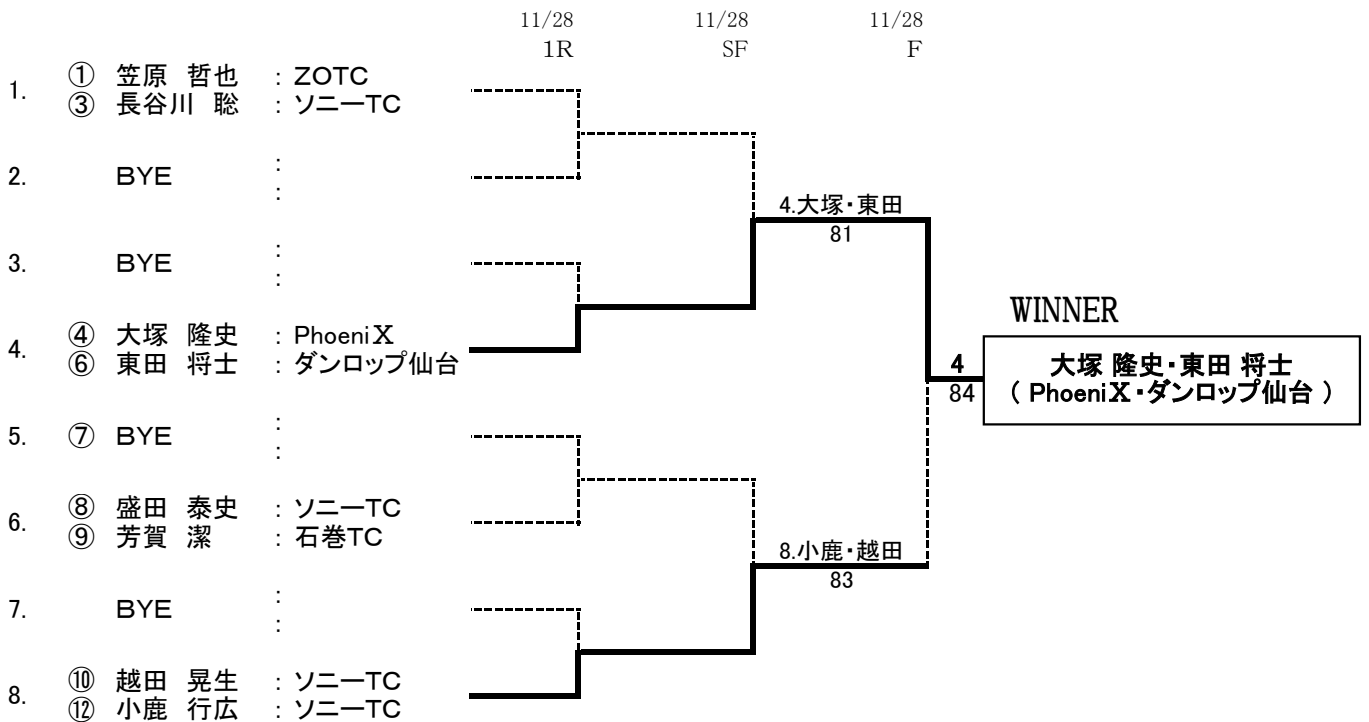 11/28 11/28 11/28
1R SF F
1. ① 笠原 哲也 : ZOTC
③ 長谷川 聡 : ソニーTC
2. BYE :
:
4.大塚・東田
81
3. BYE :
:
WINNER
4. ④ 大塚 隆史 : PhoeniX
⑥ 東田 将士 : ダンロップ仙台
4 大塚 隆史・東田 将士
84 ( PhoeniX・ダンロップ仙台 )
5. ⑦ BYE :
:
6. ⑧ 盛田 泰史 : ソニーTC
⑨ 芳賀 潔 : 石巻TC
8.小鹿・越田
83
7. BYE :
:
8. ⑩ 越田 晃生 : ソニーTC
⑫ 小鹿 行広 : ソニーTC